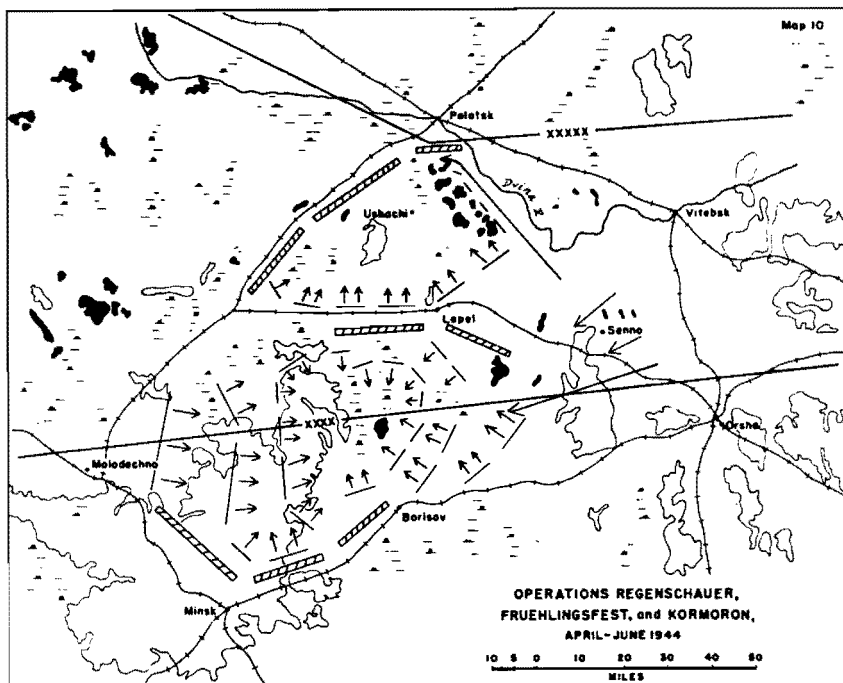 Map 10
Polotsk
XXXXX
Dvina R
Ushachi
Vitebsk
Lepel
Senno
XXXX
Orsha
Molodechno
Borisov
Minsk
OPERATIONS REGENSCHAUER,
FRUEHLINGSFEST, and KORMORON,
APRIL-JUNE 1944
10 5 0 10 20 30 40 50
MILES